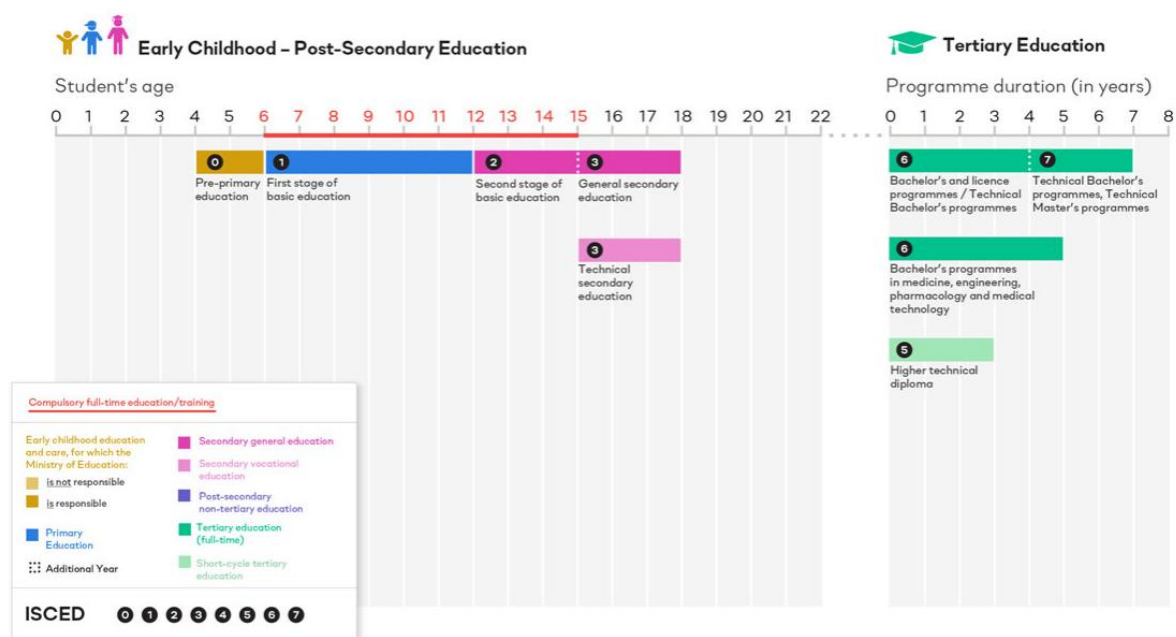 Early Childhood – Post-Secondary Education
Student's age
0 1 2 3 4 5 6 7 8 9 10 11 12 13 14 15 16 17 18 19 20 21 22
0
Pre-primary
education
1
First stage of
basic education
2
Second stage of
basic education
3
General secondary
education
3
Technical
secondary
education
Tertiary Education
Programme duration (in years)
0 1 2 3 4 5 6 7 8
6
Bachelor's and licence
programmes / Technical
Bachelor's programmes
7
Technical Bachelor's
programmes, Technical
Master's programmes
6
Bachelor's programmes
in medicine, engineering,
pharmacology and medical
technology
5
Higher technical
diploma
Compulsory full-time education/training
Early childhood education
and care, for which the
Ministry of Education:
is not responsible
is responsible
Primary
Education
Additional Year
Secondary general education
Secondary vocational
education
Post-secondary
non-tertiary education
Tertiary education
(full-time)
Short-cycle tertiary
education
ISCED 0 1 2 3 4 5 6 7